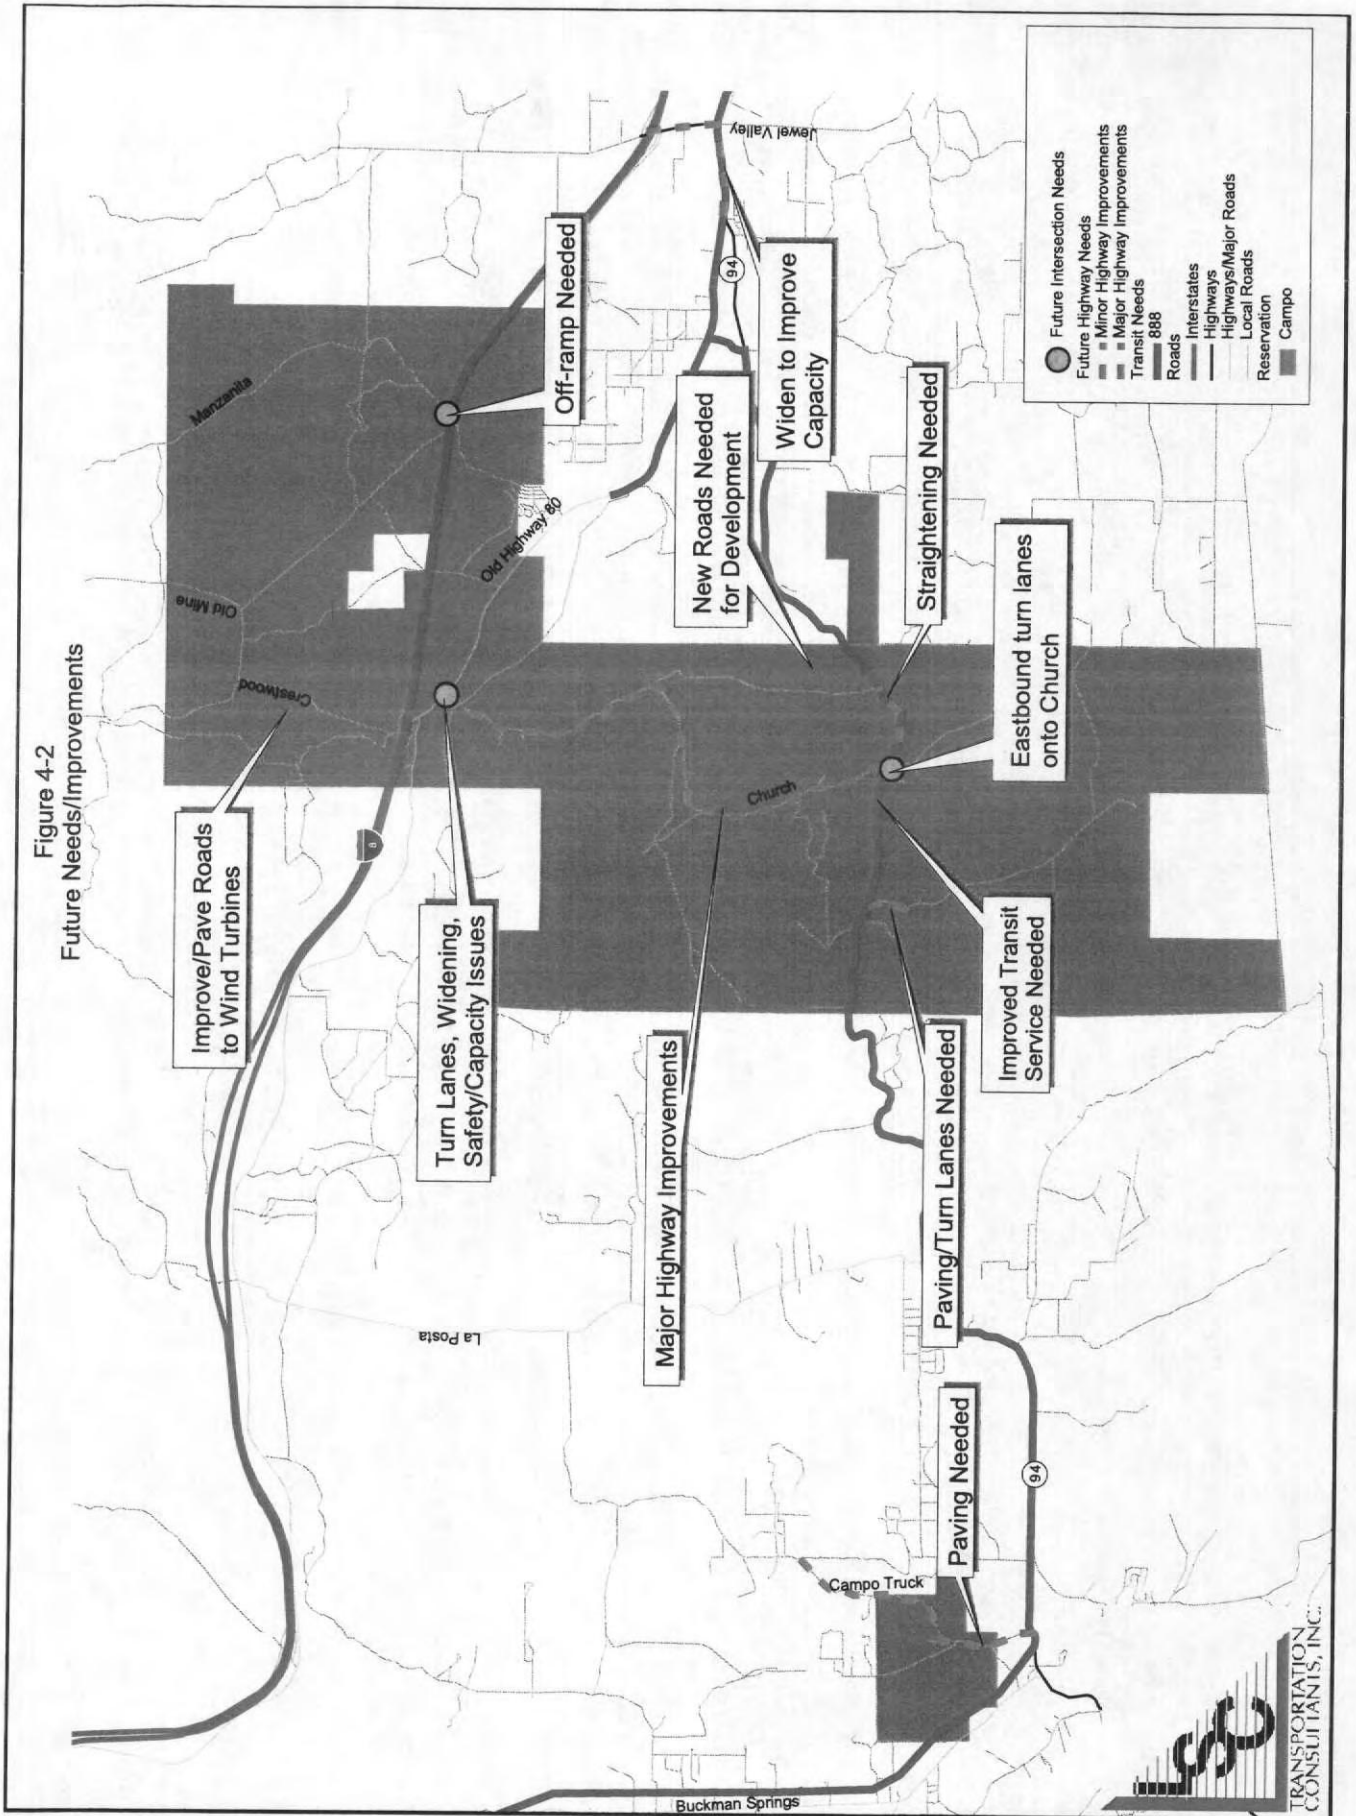 Figure 4-2
Future Needs/Improvements
Improve/Pave Roads
to Wind Turbines
Manzanita
Old Mine
Crestwood
8
Turn Lanes, Widening,
Safety/Capacity Issues
Off-ramp Needed
Old Highway 80
La Posta
Jewel Valley
94
Major Highway Improvements
New Roads Needed
for Development
Widen to Improve
Capacity
Church
Straightening Needed
Paving/Turn Lanes Needed
Improved Transit
Service Needed
Eastbound turn lanes
onto Church
Campo Truck
Paving Needed
94
Buckman Springs
Future Intersection Needs
Future Highway Needs
Minor Highway Improvements
Major Highway Improvements
Transit Needs
888
Roads
Interstates
Highways
Highways/Major Roads
Local Roads
Reservation
Campo
LSC
TRANSPORTATION
CONSULTANTS, INC.